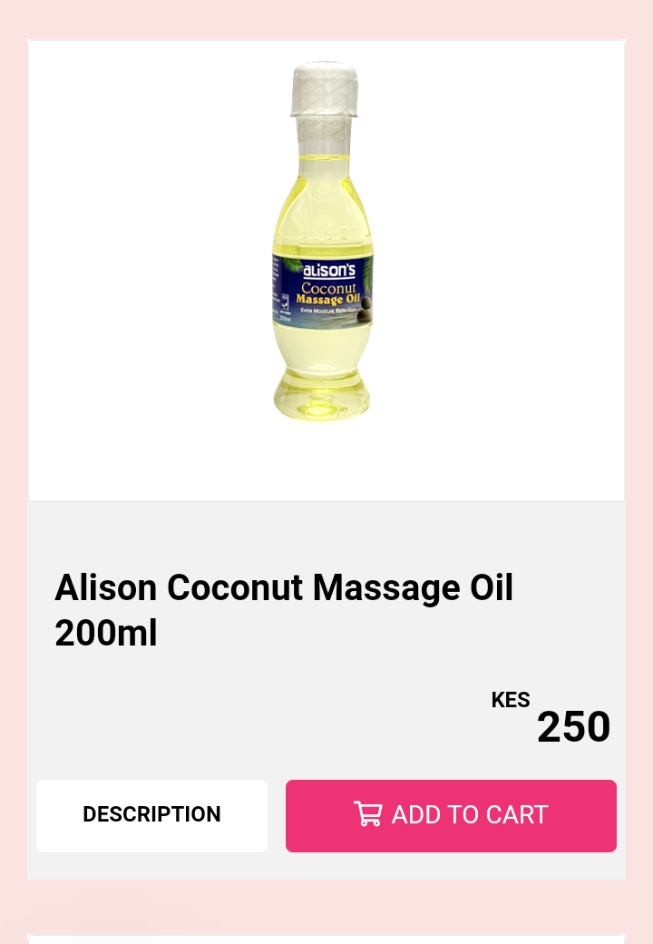 alison's
Coconut
Massage Oil
Alison Coconut Massage Oil
200ml
KES
250
DESCRIPTION
ADD TO CART